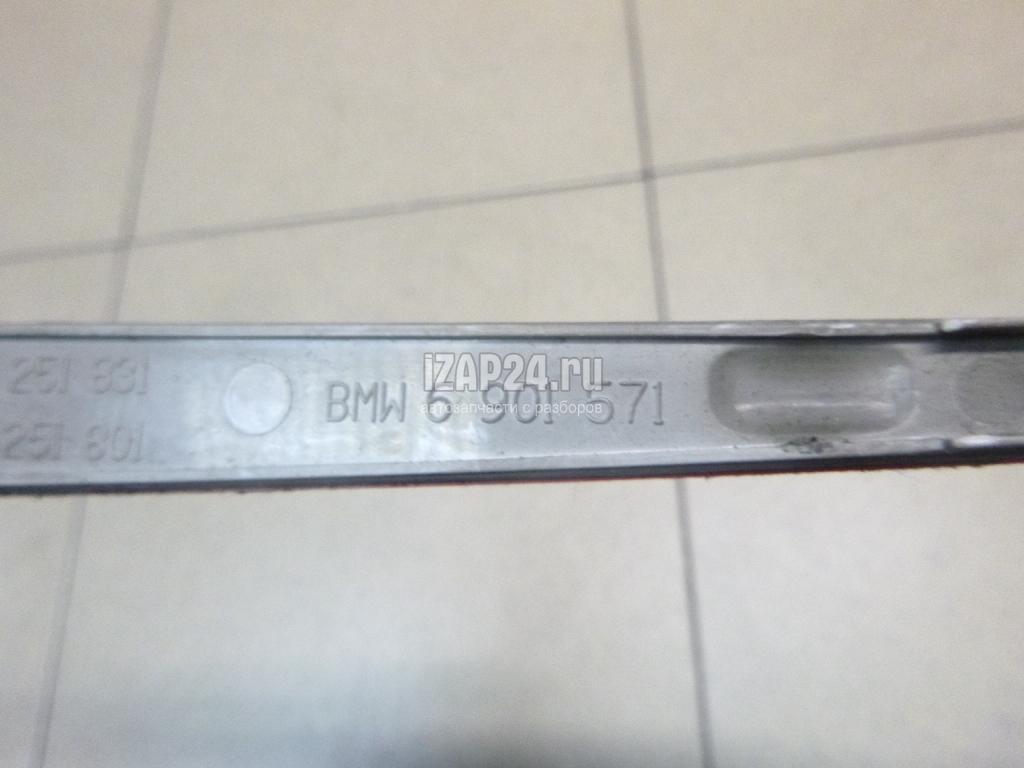 251 831
251 801
BMW 6 901 571
iZAP24.ru
автозапчасти с разборов